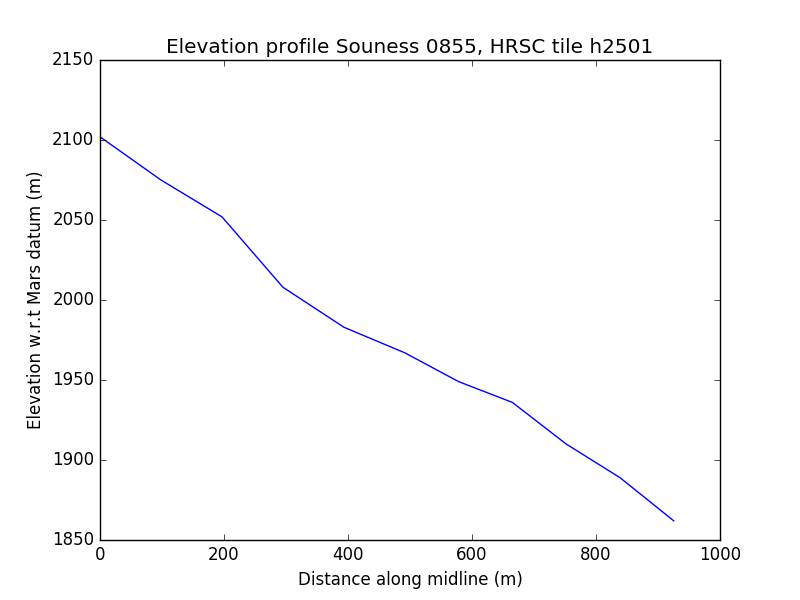 Elevation profile Souness 0855, HRSC tile h2501
2150
2100
2050
2000
1950
1900
1850
Elevation w.r.t Mars datum (m)
0 200 400 600 800 1000
Distance along midline (m)